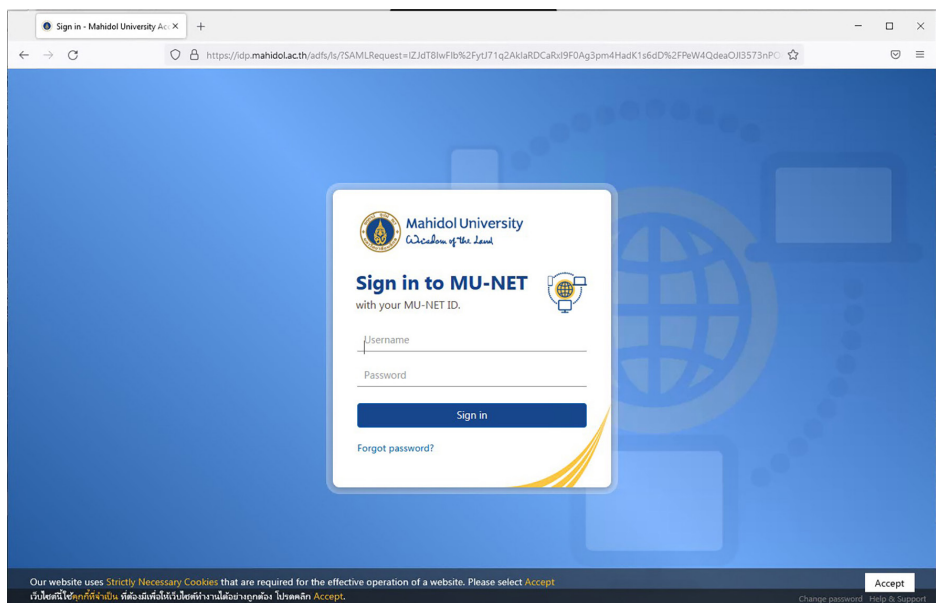 Sign in - Mahidol University Acc
https://idp.mahidol.ac.th/adfs/ls/?SAMLRequest=
Mahidol University
Wisdom of the Land
Sign in to MU-NET
with your MU-NET ID.
Username
Password
Sign in
Forgot password?
Our website uses Strictly Necessary Cookies that are required for the effective operation of a website. Please select Accept
เว็บไซต์นี้ใช้คุกกี้ที่จำเป็น ที่ต้องมีเพื่อให้เว็บไซต์ทำงานได้อย่างถูกต้อง โปรดคลิก Accept.
Accept
Change password Help & Support